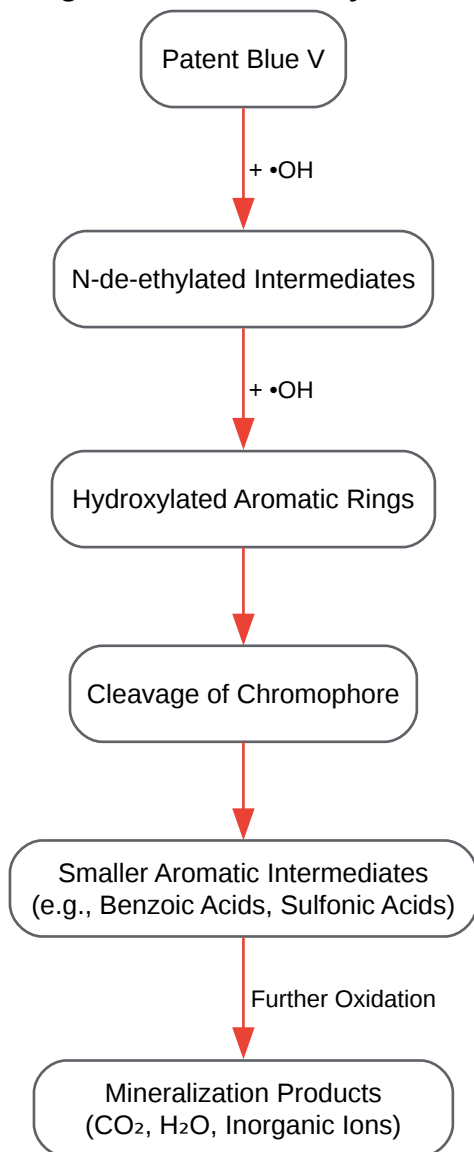 Patent Blue V
+ •OH
N-de-ethylated Intermediates
+ •OH
Hydroxylated Aromatic Rings
Cleavage of Chromophore
Smaller Aromatic Intermediates
(e.g., Benzoic Acids, Sulfonic Acids)
Further Oxidation
Mineralization Products
(CO₂, H₂O, Inorganic Ions)